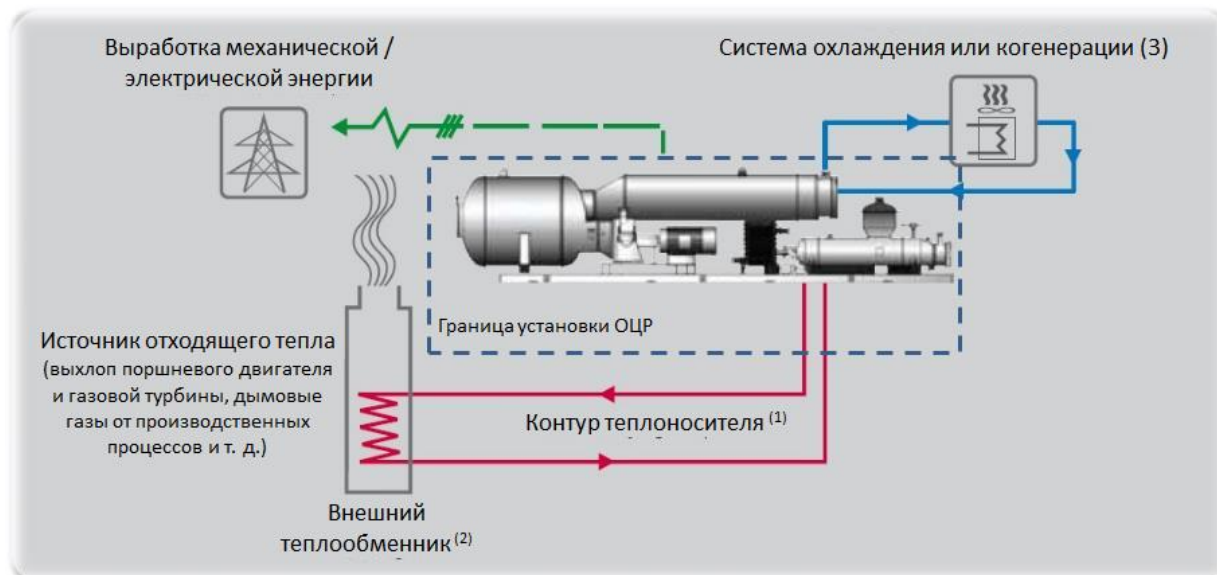 Выработка механической /
электрической энергии
Система охлаждения или когенерации (3)
Граница установки ОЦР
Источник отходящего тепла
(выхлоп поршневого двигателя
и газовой турбины, дымовые
газы от производственных
процессов и т. д.)
Контур теплоносителя (1)
Внешний
теплообменник (2)